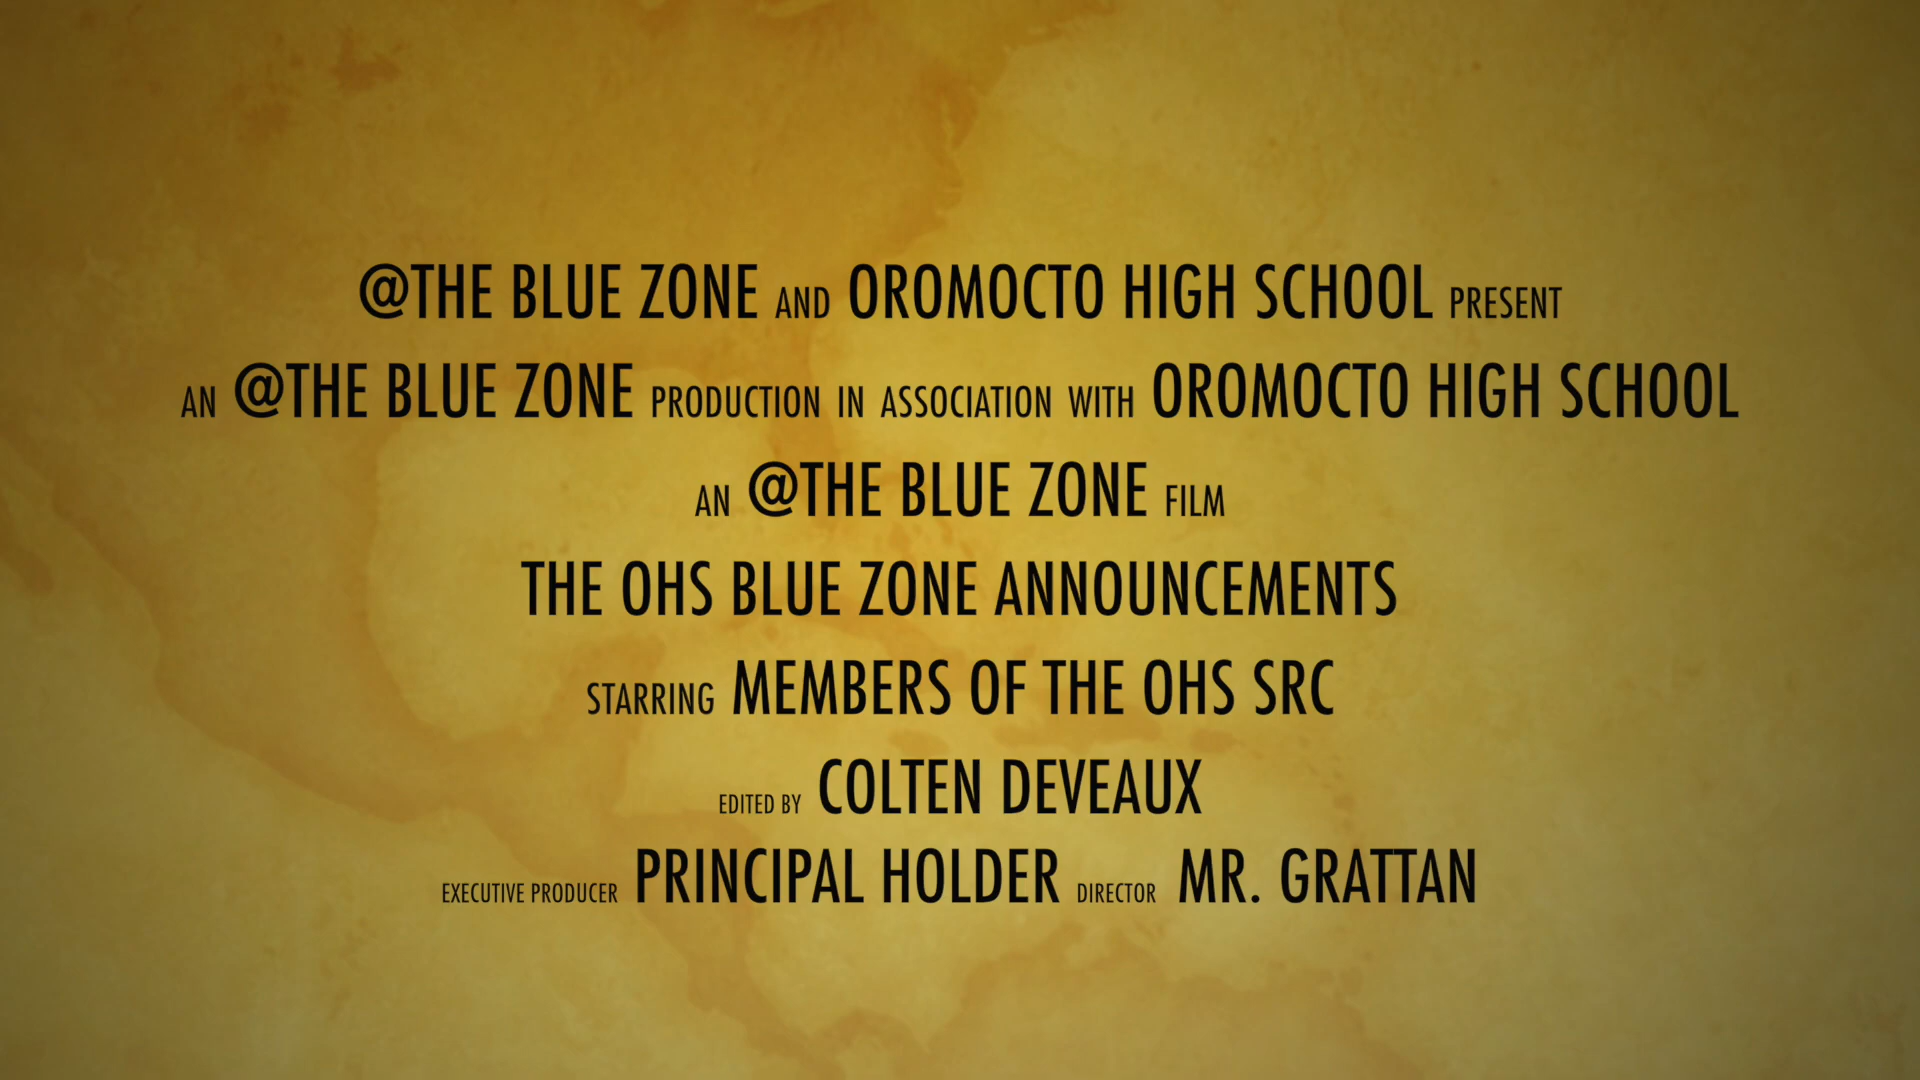 @THE BLUE ZONE AND OROMOCTO HIGH SCHOOL PRESENT
AN @THE BLUE ZONE PRODUCTION IN ASSOCIATION WITH OROMOCTO HIGH SCHOOL
AN @THE BLUE ZONE FILM
THE OHS BLUE ZONE ANNOUNCEMENTS
STARRING MEMBERS OF THE OHS SRC
EDITED BY COLTEN DEVEAUX
EXECUTIVE PRODUCER PRINCIPAL HOLDER DIRECTOR MR. GRATTAN